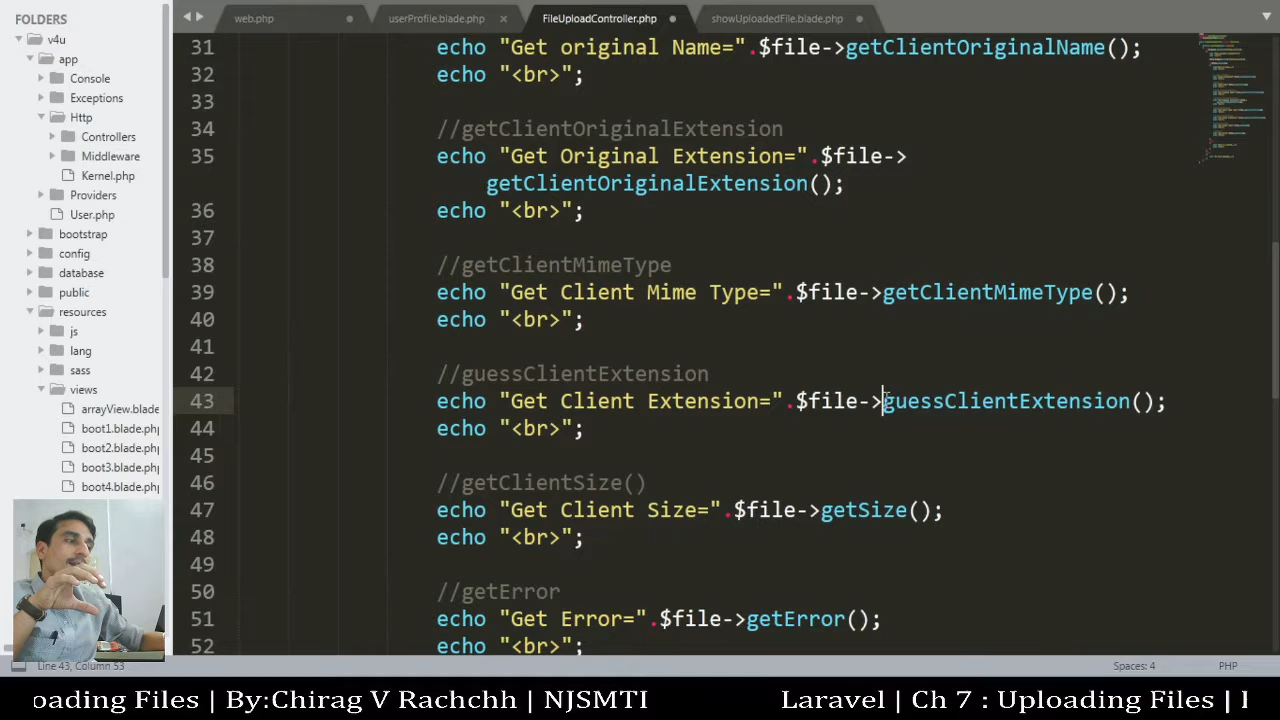 FOLDERS
v4u
app
Console
Exceptions
Http
Controllers
Middleware
Kernel.php
Providers
User.php
bootstrap
config
database
public
resources
js
lang
sass
views
arrayView.blade
boot1.blade.php
boot2.blade.php
boot3.blade.php
boot4.blade.php
web.php
userProfile.blade.php
FileUploadController.php
showUploadedFile.blade.php
31 echo "Get original Name=".$file->getClientOriginalName();
32 echo "<br>";
33
34 //getClientOriginalExtension
35 echo "Get Original Extension=".$file->
getClientOriginalExtension();
36 echo "<br>";
37
38 //getClientMimeType
39 echo "Get Client Mime Type=".$file->getClientMimeType();
40 echo "<br>";
41
42 //guessClientExtension
43 echo "Get Client Extension=".$file->guessClientExtension();
44 echo "<br>";
45
46 //getClientSize()
47 echo "Get Client Size=".$file->getSize();
48 echo "<br>";
49
50 //getError
51 echo "Get Error=".$file->getError();
52 echo "<br>";
Line 43, Column 53
Spaces: 4
PHP
oading Files | By:Chirag V Rachchh | NJSMTI
Laravel | Ch 7 : Uploading Files |